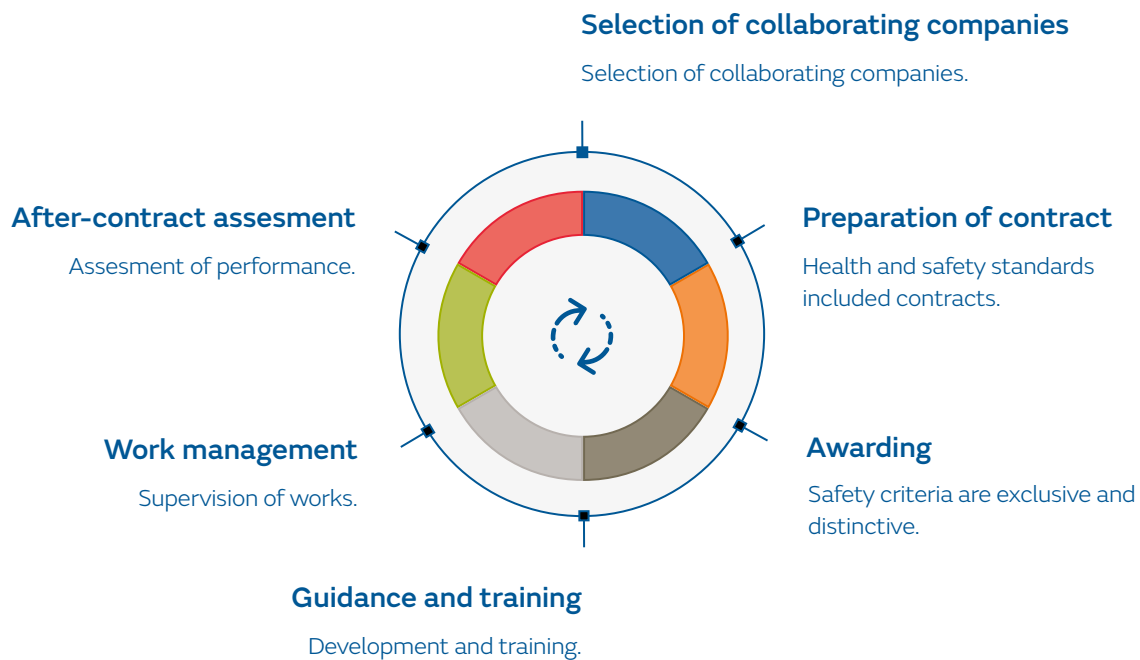 Selection of collaborating companies
Selection of collaborating companies.
Preparation of contract
Health and safety standards
included contracts.
Awarding
Safety criteria are exclusive and
distinctive.
Guidance and training
Development and training.
Work management
Supervision of works.
After-contract assesment
Assesment of performance.